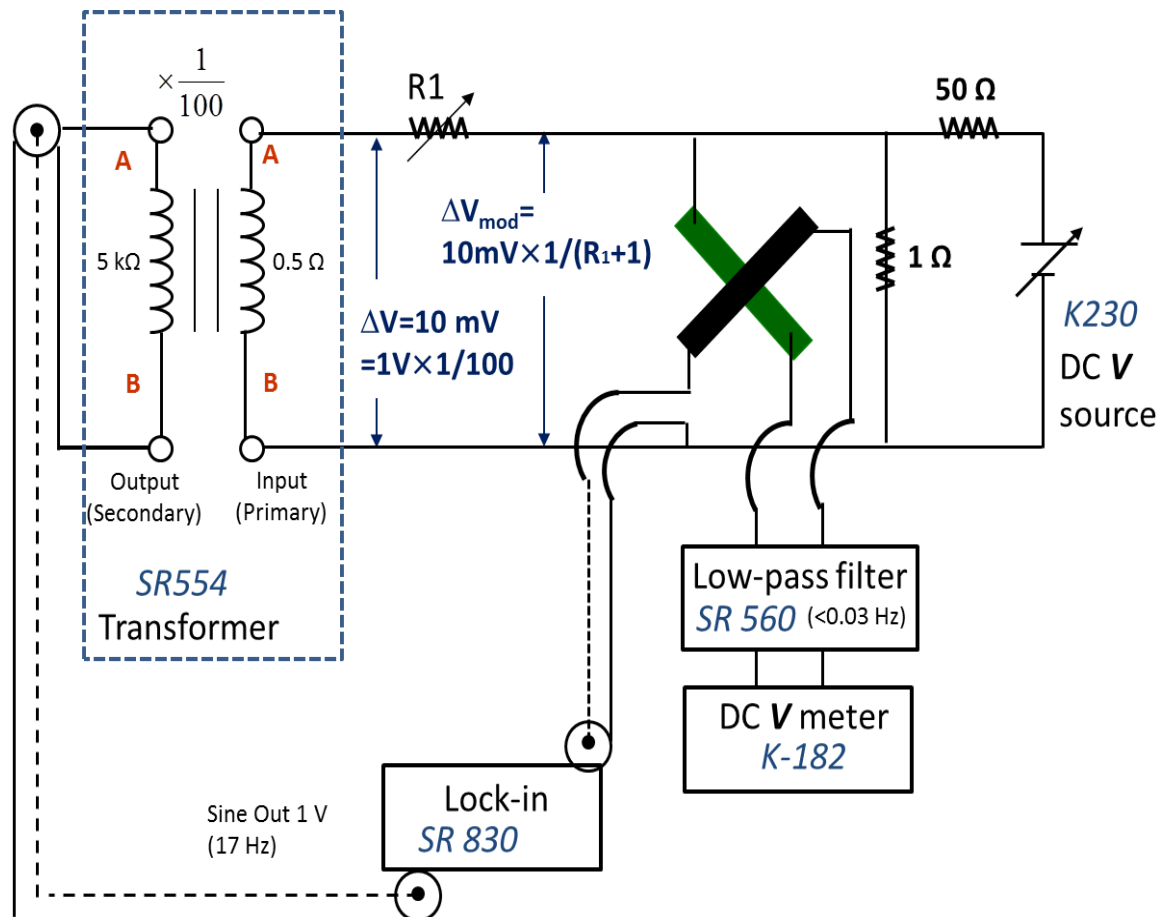 × 1/100
A
A
5 kΩ
0.5 Ω
B
B
Output
(Secondary)
Input
(Primary)
SR554
Transformer
R1
ΔV=10 mV
=1V×1/100
ΔVmod=
10mV×1/(R1+1)
50 Ω
1 Ω
K230
DC V
source
Low-pass filter
SR 560 (<0.03 Hz)
DC V meter
K-182
Lock-in
SR 830
Sine Out 1 V
(17 Hz)